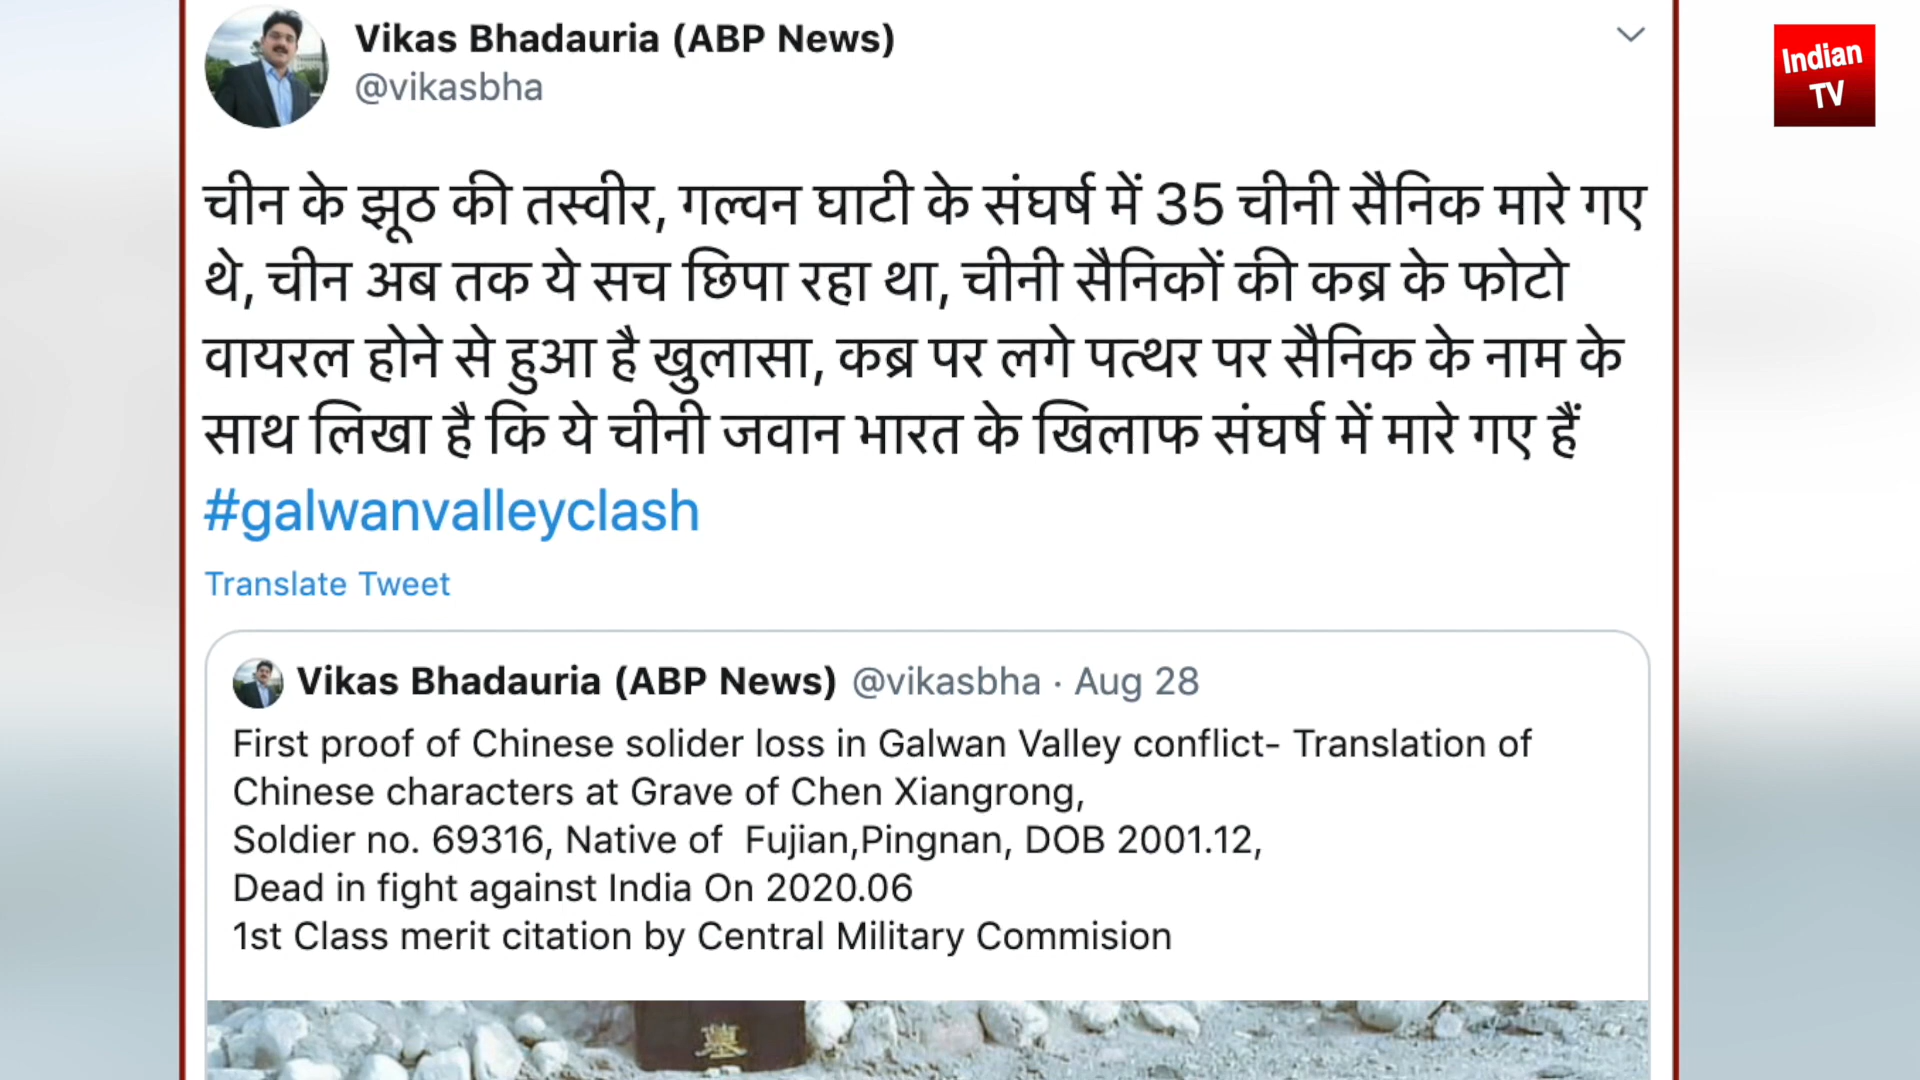 Vikas Bhadauria (ABP News)
@vikasbha
Indian
TV
चीन के झूठ की तस्वीर, गल्वन घाटी के संघर्ष में 35 चीनी सैनिक मारे गए
थे, चीन अब तक ये सच छिपा रहा था, चीनी सैनिकों की कब्र के फोटो
वायरल होने से हुआ है खुलासा, कब्र पर लगे पत्थर पर सैनिक के नाम के
साथ लिखा है कि ये चीनी जवान भारत के खिलाफ संघर्ष में मारे गए हैं
#galwanvalleyclash
Translate Tweet
Vikas Bhadauria (ABP News) @vikasbha · Aug 28
First proof of Chinese solider loss in Galwan Valley conflict- Translation of
Chinese characters at Grave of Chen Xiangrong,
Soldier no. 69316, Native of  Fujian,Pingnan, DOB 2001.12,
Dead in fight against India On 2020.06
1st Class merit citation by Central Military Commision
墓